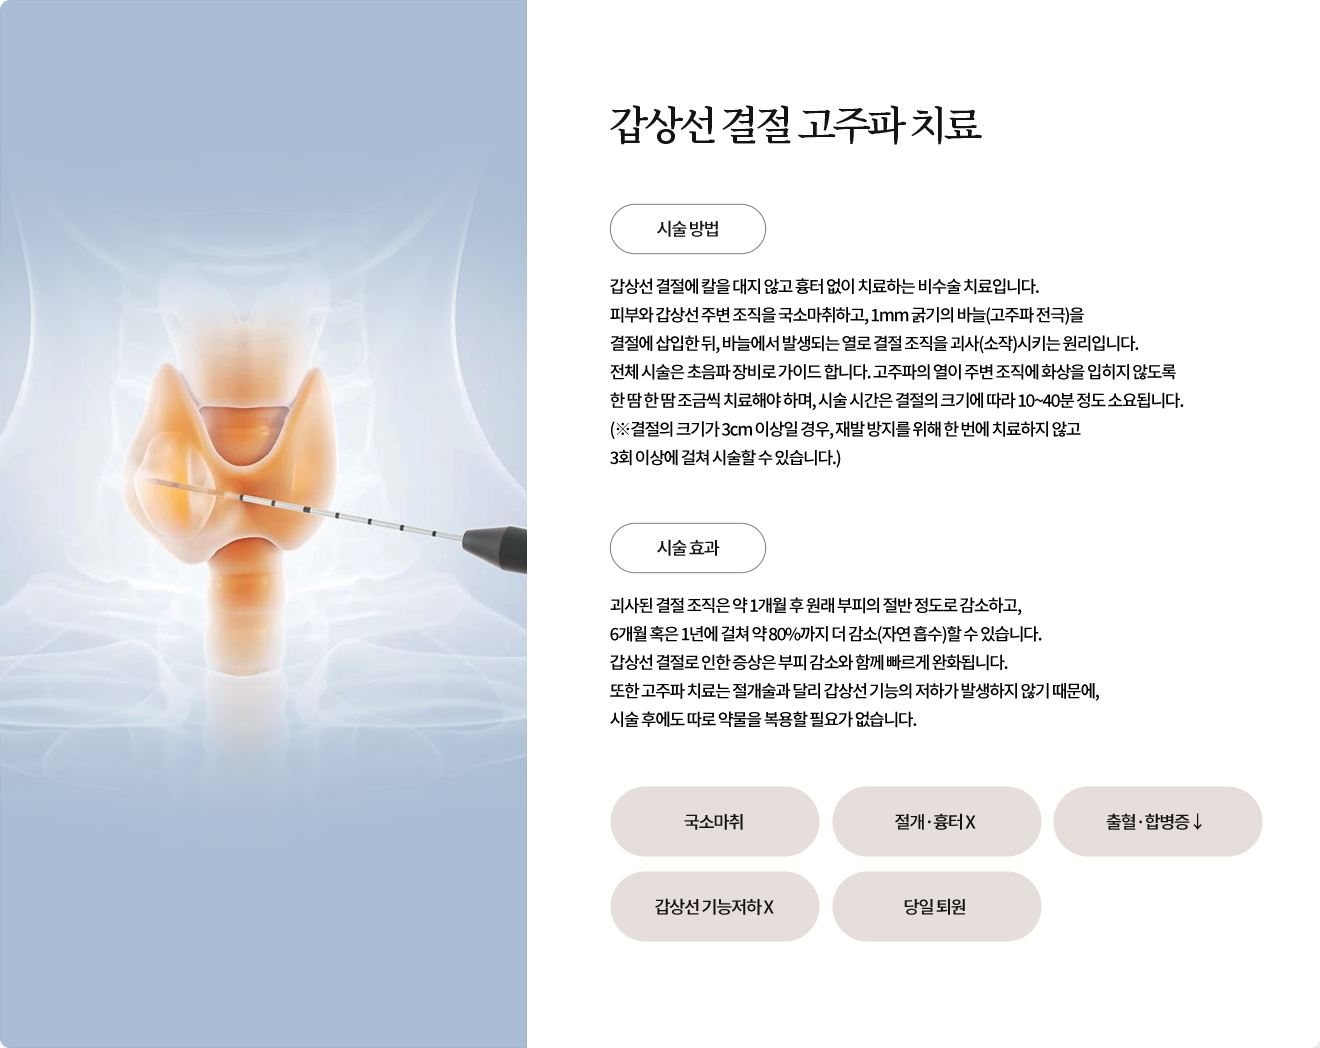 갑상선 결절 고주파 치료
시술 방법
갑상선 결절에 칼을 대지 않고 흉터 없이 치료하는 비수술 치료입니다.
피부와 갑상선 주변 조직을 국소마취하고, 1mm 굵기의 바늘(고주파 전극)을
결절에 삽입한 뒤, 바늘에서 발생되는 열로 결절 조직을 괴사(소작)시키는 원리입니다.
전체 시술은 초음파 장비로 가이드 합니다. 고주파의 열이 주변 조직에 화상을 입히지 않도록
한 땀 한 땀 조금씩 치료해야 하며, 시술 시간은 결절의 크기에 따라 10~40분 정도 소요됩니다.
(※결절의 크기가 3cm 이상일 경우, 재발 방지를 위해 한 번에 치료하지 않고
3회 이상에 걸쳐 시술할 수 있습니다.)
시술 효과
괴사된 결절 조직은 약 1개월 후 원래 부피의 절반 정도로 감소하고,
6개월 혹은 1년에 걸쳐 약 80%까지 더 감소(자연 흡수)할 수 있습니다.
갑상선 결절로 인한 증상은 부피 감소와 함께 빠르게 완화됩니다.
또한 고주파 치료는 절개술과 달리 갑상선 기능의 저하가 발생하지 않기 때문에,
시술 후에도 따로 약물을 복용할 필요가 없습니다.
국소마취
절개·흉터 X
출혈·합병증↓
갑상선 기능저하 X
당일 퇴원